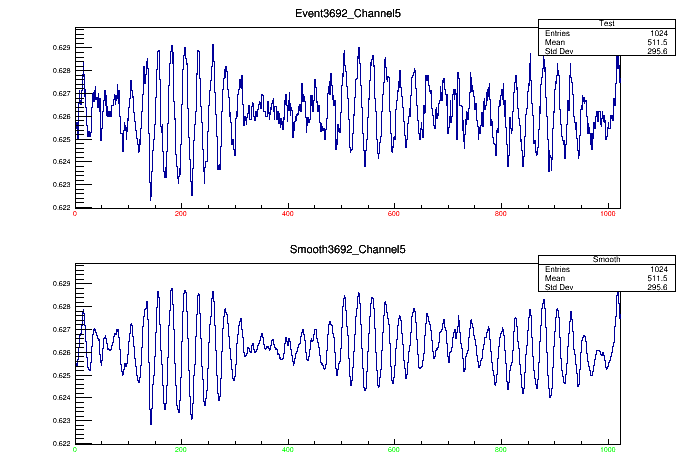 Event3692_Channel5
Test
Entries 1024
Mean 511.5
Std Dev 295.6
0.629
0.628
0.627
0.626
0.625
0.624
0.623
0.622
0 200 400 600 800 1000
Smooth3692_Channel5
Smooth
Entries 1024
Mean 511.5
Std Dev 295.6
0.629
0.628
0.627
0.626
0.625
0.624
0.623
0.622
0 200 400 600 800 1000